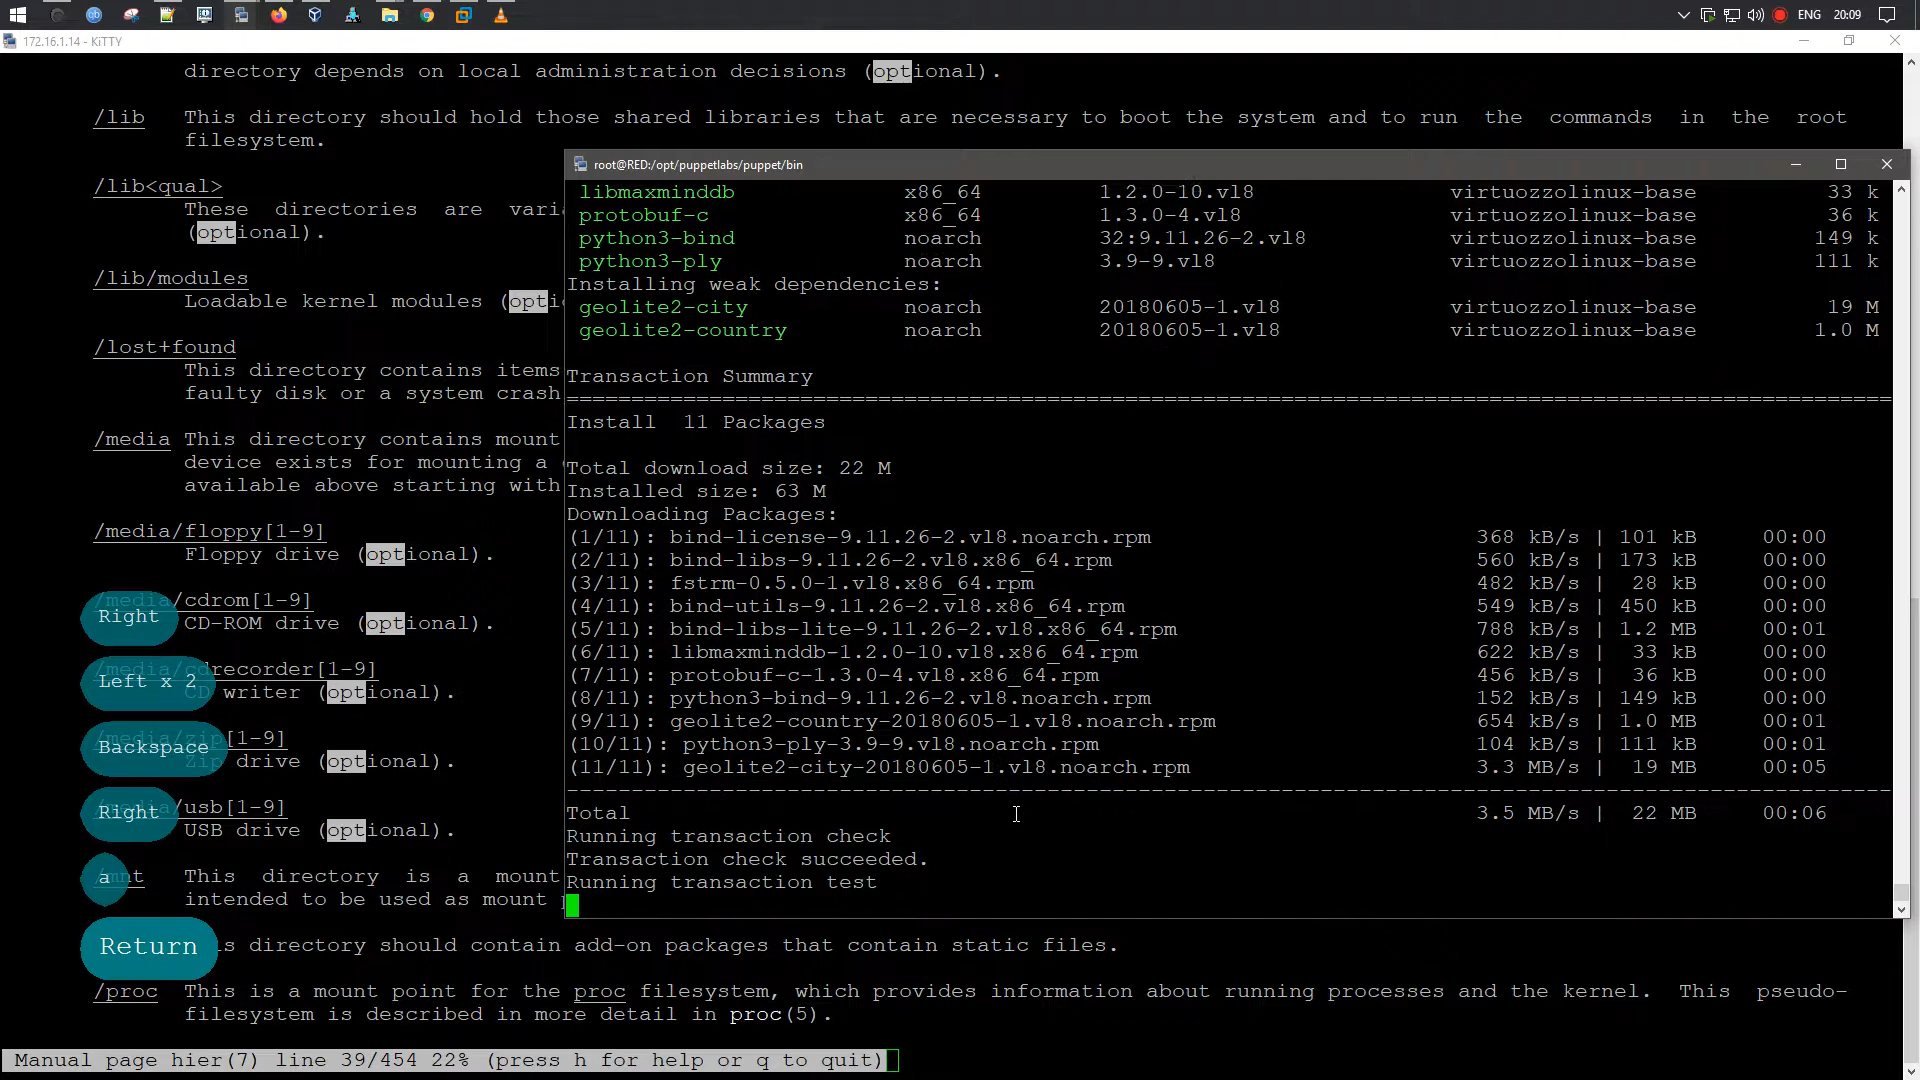 ENG 20:09
172.16.1.14 - KiTTY
directory depends on local administration decisions (optional).
/lib This directory should hold those shared libraries that are necessary to boot the system and to run the commands in the root
filesystem.
/lib<qual>
These directories are vari
(optional).
/lib/modules
Loadable kernel modules (opti
/lost+found
This directory contains items
faulty disk or a system crash
/media This directory contains mount
device exists for mounting a
available above starting with
/media/floppy[1-9]
Floppy drive (optional).
/media/cdrom[1-9]
CD-ROM drive (optional).
/media/cdrecorder[1-9]
CD writer (optional).
/media/zip[1-9]
Zip drive (optional).
/media/usb[1-9]
USB drive (optional).
/mnt This directory is a mount
intended to be used as mount p
is directory should contain add-on packages that contain static files.
/proc This is a mount point for the proc filesystem, which provides information about running processes and the kernel. This pseudo-
filesystem is described in more detail in proc(5).
Manual page hier(7) line 39/454 22% (press h for help or q to quit)
Right
Left x 2
Backspace
Right
a
Return
root@RED:/opt/puppetlabs/puppet/bin
libmaxminddb x86_64 1.2.0-10.vl8 virtuozzolinux-base 33 k
protobuf-c x86_64 1.3.0-4.vl8 virtuozzolinux-base 36 k
python3-bind noarch 32:9.11.26-2.vl8 virtuozzolinux-base 149 k
python3-ply noarch 3.9-9.vl8 virtuozzolinux-base 111 k
Installing weak dependencies:
geolite2-city noarch 20180605-1.vl8 virtuozzolinux-base 19 M
geolite2-country noarch 20180605-1.vl8 virtuozzolinux-base 1.0 M
Transaction Summary
================================================================================
Install 11 Packages
Total download size: 22 M
Installed size: 63 M
Downloading Packages:
(1/11): bind-license-9.11.26-2.vl8.noarch.rpm 368 kB/s | 101 kB 00:00
(2/11): bind-libs-9.11.26-2.vl8.x86_64.rpm 560 kB/s | 173 kB 00:00
(3/11): fstrm-0.5.0-1.vl8.x86_64.rpm 482 kB/s | 28 kB 00:00
(4/11): bind-utils-9.11.26-2.vl8.x86_64.rpm 549 kB/s | 450 kB 00:00
(5/11): bind-libs-lite-9.11.26-2.vl8.x86_64.rpm 788 kB/s | 1.2 MB 00:01
(6/11): libmaxminddb-1.2.0-10.vl8.x86_64.rpm 622 kB/s | 33 kB 00:00
(7/11): protobuf-c-1.3.0-4.vl8.x86_64.rpm 456 kB/s | 36 kB 00:00
(8/11): python3-bind-9.11.26-2.vl8.noarch.rpm 152 kB/s | 149 kB 00:00
(9/11): geolite2-country-20180605-1.vl8.noarch.rpm 654 kB/s | 1.0 MB 00:01
(10/11): python3-ply-3.9-9.vl8.noarch.rpm 104 kB/s | 111 kB 00:01
(11/11): geolite2-city-20180605-1.vl8.noarch.rpm 3.3 MB/s | 19 MB 00:05
--------------------------------------------------------------------------------
Total 3.5 MB/s | 22 MB 00:06
Running transaction check
Transaction check succeeded.
Running transaction test